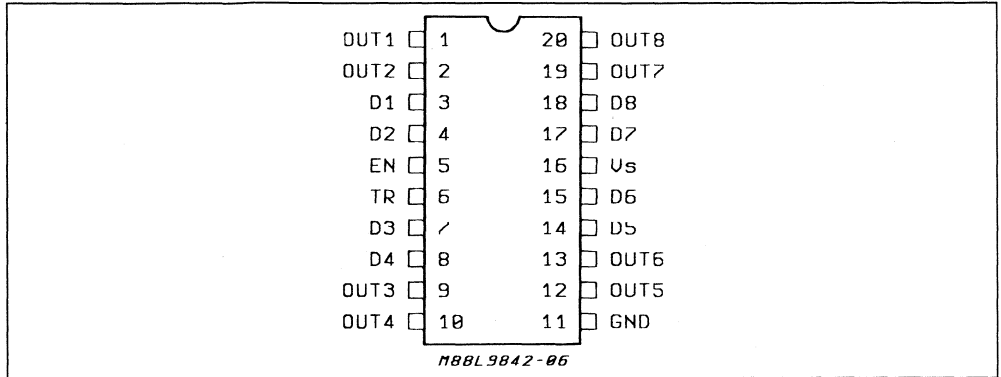 OUT1 1 20 OUT8
OUT2 2 19 OUT7
D1 3 18 D8
D2 4 17 D7
EN 5 16 Vs
TR 6 15 D6
D3 7 14 D5
D4 8 13 OUT6
OUT3 9 12 OUT5
OUT4 10 11 GND
M88L9842-06